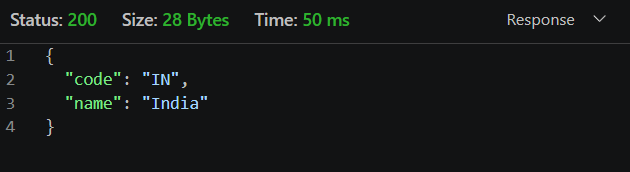 Status: 200 Size: 28 Bytes Time: 50 ms Response
1 {
2 "code": "IN",
3 "name": "India"
4 }